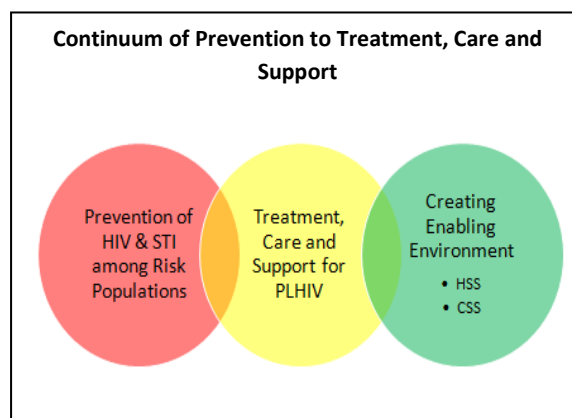 Continuum of Prevention to Treatment, Care and
Support
Prevention of
HIV & STI
among Risk
Populations
Treatment,
Care and
Support for
PLHIV
Creating
Enabling
Environment
• HSS
• CSS